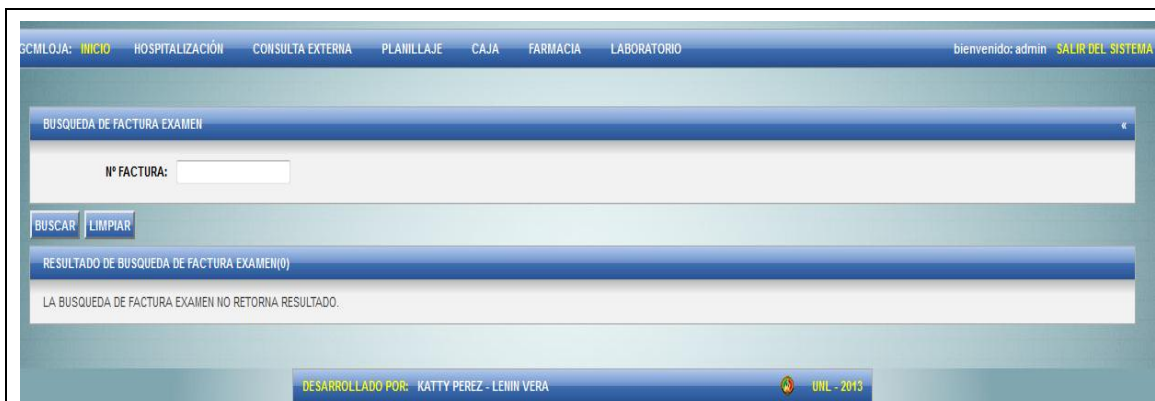 GCMLOJA: INICIO HOSPITALIZACIÓN CONSULTA EXTERNA PLANILLAJE CAJA FARMACIA LABORATORIO bienvenido: admin SALIR DEL SISTEMA
BUSQUEDA DE FACTURA EXAMEN «
Nº FACTURA:
BUSCAR LIMPIAR
RESULTADO DE BUSQUEDA DE FACTURA EXAMEN(0)
LA BUSQUEDA DE FACTURA EXAMEN NO RETORNA RESULTADO.
DESARROLLADO POR: KATTY PEREZ - LENIN VERA UNL - 2013